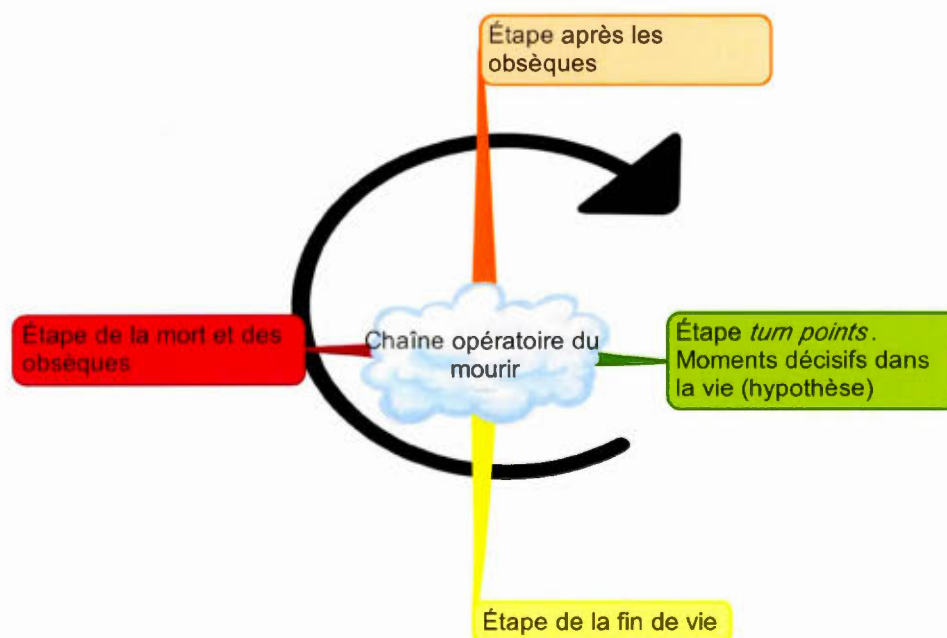 Étape après les
obsèques
Étape de la mort et des
obsèques
Chaîne opératoire du
mourir
Étape turn points.
Moments décisifs dans
la vie (hypothèse)
Étape de la fin de vie